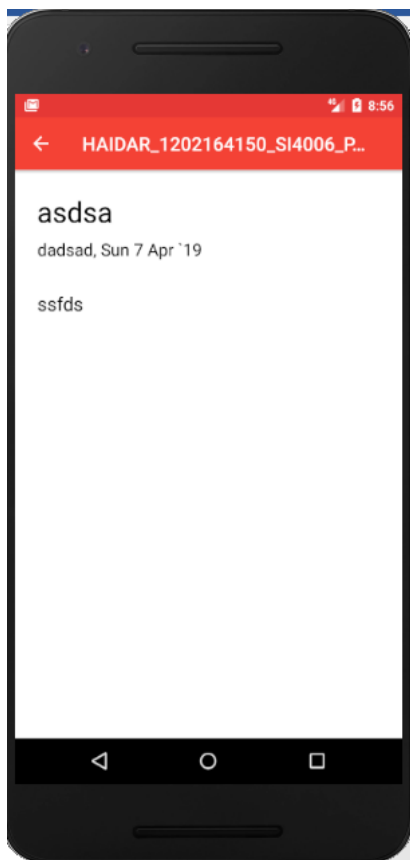 8:56
HAIDAR_1202164150_SI4006_P...
asdsa
dadsad, Sun 7 Apr `19
ssfds